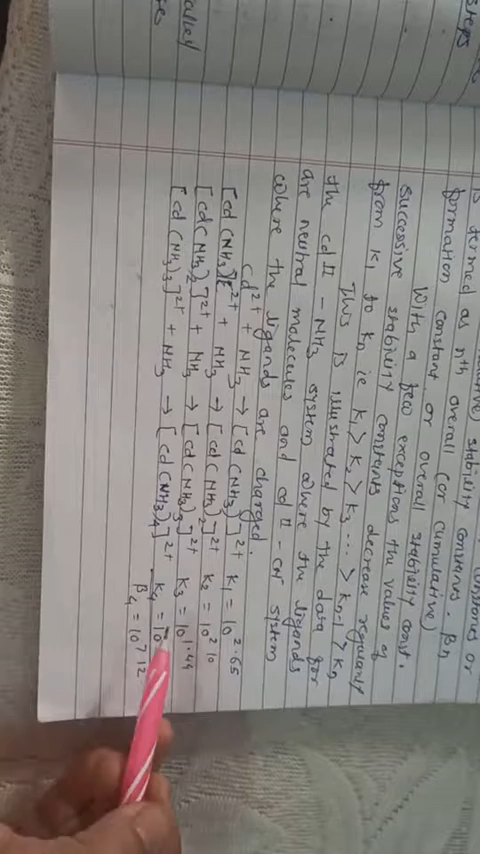 steps
is termed as nth overall (or cumulative)
formation constant or overall stability const.
With a few exceptions the values of
successive stability constants decrease regularly
from K1 to Kn ie K1 > K2 > K3 ... > Kn-1 > Kn
This is illustrated by the data for
the cd II - NH3 system where the ligands
are neutral molecules and cd II - CN system
where the ligands are charged.
cd2+ + NH3 → [cd(NH3)]2+ K1 = 10^2.65
[cd(NH3)]2+ + NH3 → [cd(NH3)2]2+ K2 = 10^2.10
[cd(NH3)2]2+ + NH3 → [cd(NH3)3]2+ K3 = 10^1.44
[cd(NH3)3]2+ + NH3 → [cd(NH3)4]2+ K4 = 10
β4 = 10^7.12